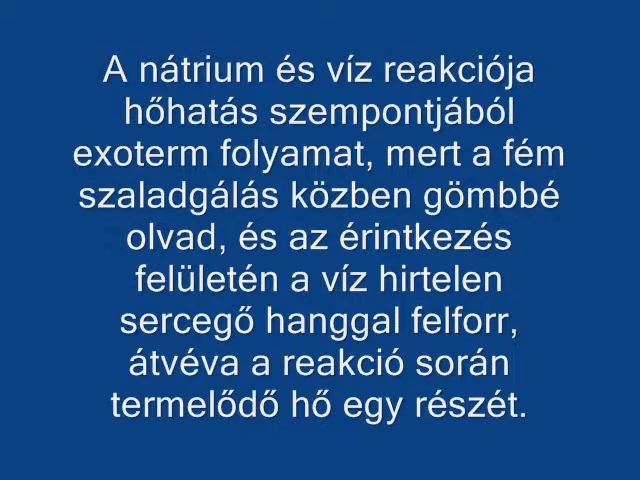 A nátrium és víz reakciója
hőhatás szempontjából
exoterm folyamat, mert a fém
szaladgálás közben gömbbé
olvad, és az érintkezés
felületén a víz hirtelen
sercegő hanggal felforr,
átvéva a reakció során
termelődő hő egy részét.